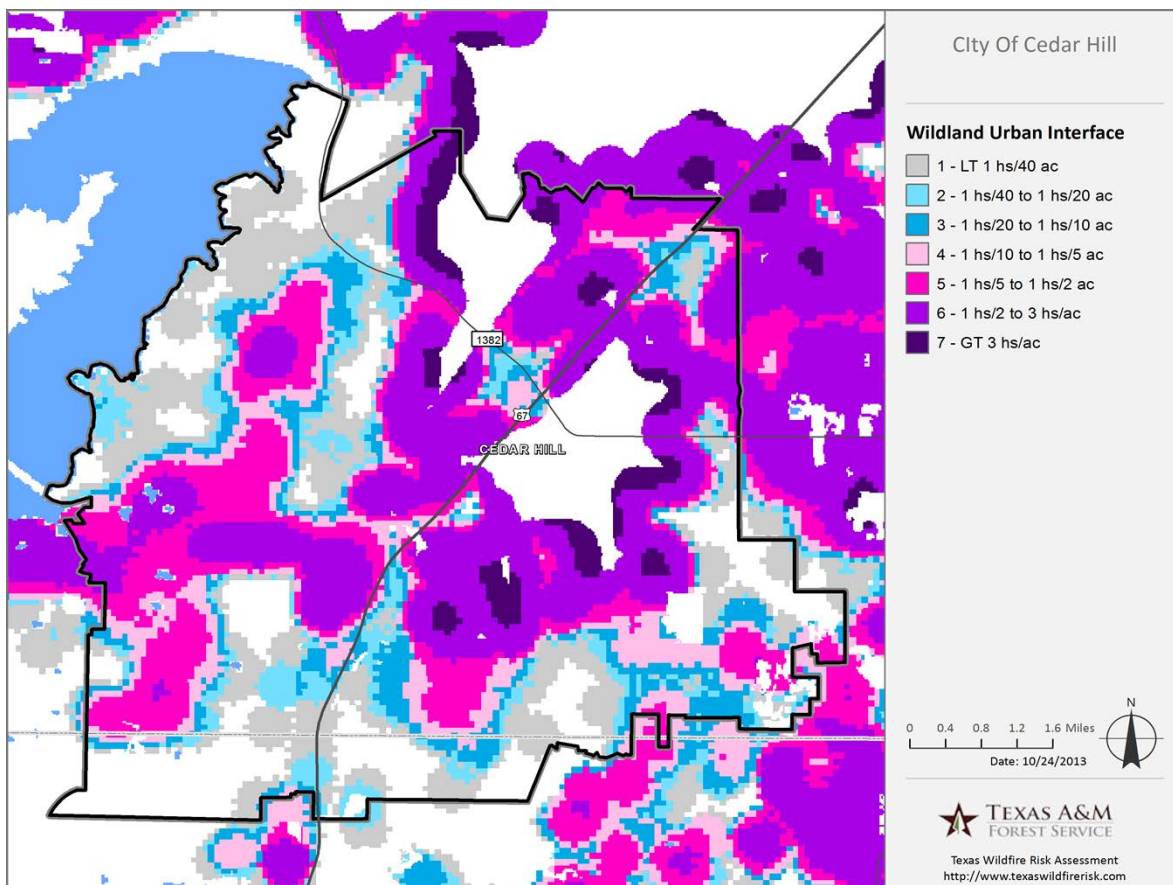 CIty Of Cedar Hill
Wildland Urban Interface
1 - LT 1 hs/40 ac
2 - 1 hs/40 to 1 hs/20 ac
3 - 1 hs/20 to 1 hs/10 ac
4 - 1 hs/10 to 1 hs/5 ac
5 - 1 hs/5 to 1 hs/2 ac
6 - 1 hs/2 to 3 hs/ac
7 - GT 3 hs/ac
1382
67
CEDAR HILL
N
0 0.4 0.8 1.2 1.6 Miles
Date: 10/24/2013
TEXAS A&M
FOREST SERVICE
Texas Wildfire Risk Assessment
http://www.texaswildfirerisk.com